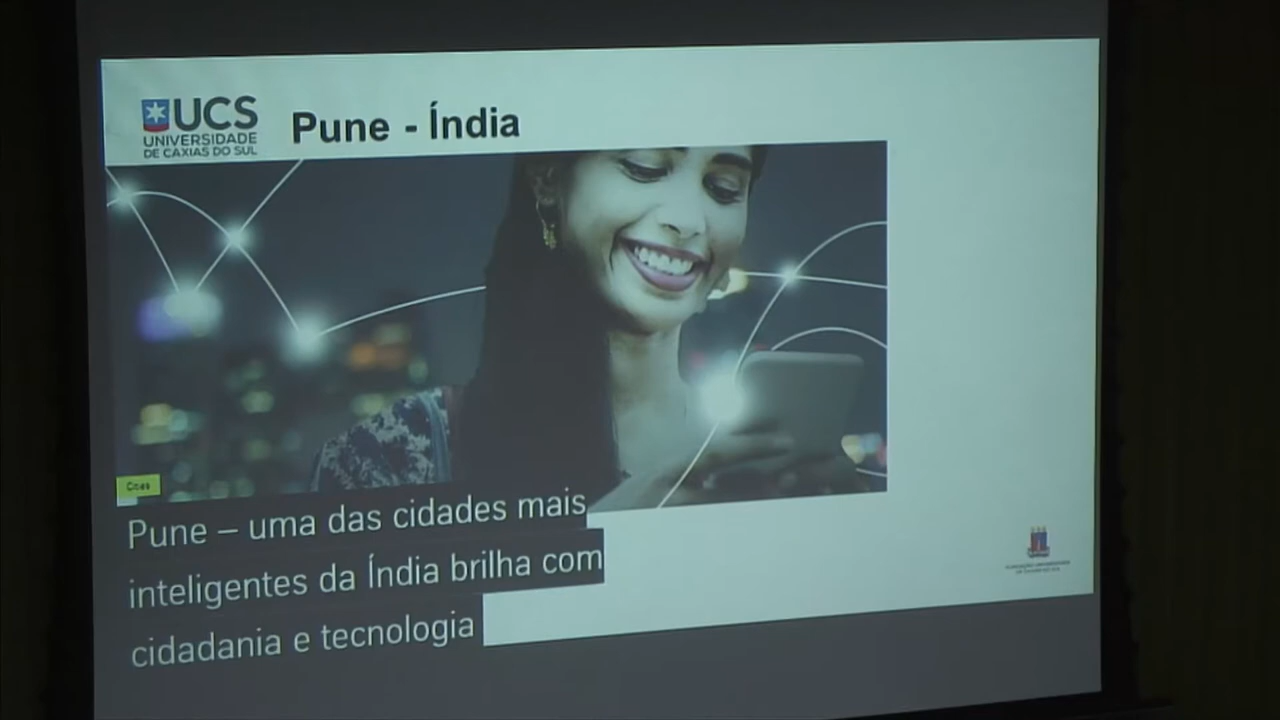 UCS
UNIVERSIDADE
DE CAXIAS DO SUL
Pune - Índia
Cities
Pune – uma das cidades mais
inteligentes da Índia brilha com
cidadania e tecnologia